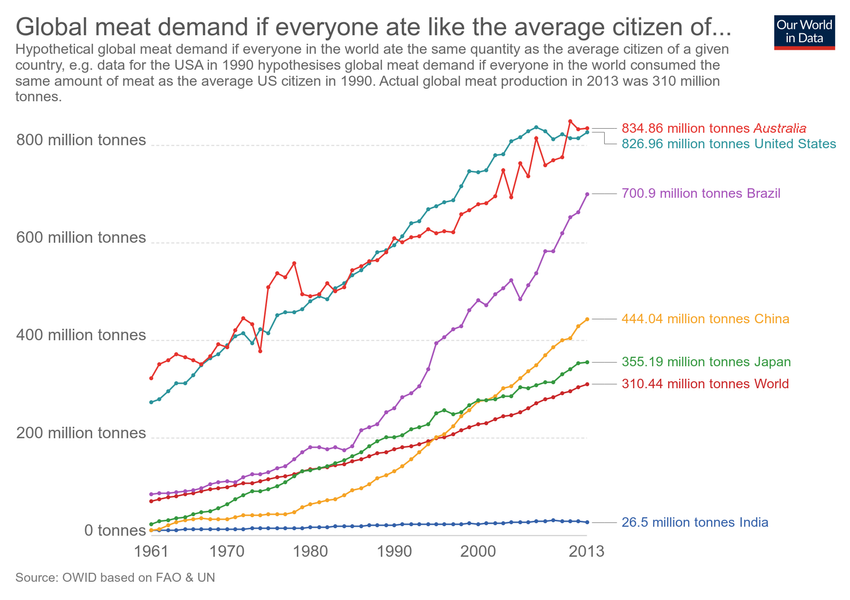 Global meat demand if everyone ate like the average citizen of...
Our World
in Data
Hypothetical global meat demand if everyone in the world ate the same quantity as the average citizen of a given
country, e.g. data for the USA in 1990 hypothesises global meat demand if everyone in the world consumed the
same amount of meat as the average US citizen in 1990. Actual global meat production in 2013 was 310 million
tonnes.
834.86 million tonnes Australia
800 million tonnes
826.96 million tonnes United States
700.9 million tonnes Brazil
600 million tonnes
444.04 million tonnes China
400 million tonnes
355.19 million tonnes Japan
310.44 million tonnes World
200 million tonnes
26.5 million tonnes India
0 tonnes
1961 1970 1980 1990 2000 2013
Source: OWID based on FAO & UN